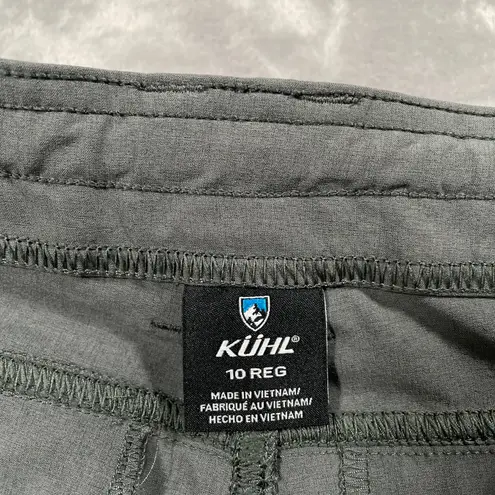 KÜHL®
10 REG
MADE IN VIETNAM/
FABRIQUÉ AU VIETNAM/
HECHO EN VIETNAM